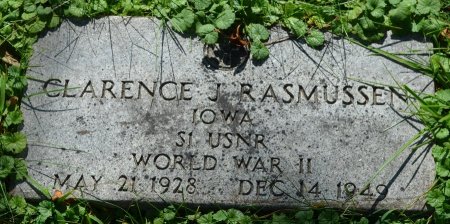 CLARENCE J RASMUSSEN
IOWA
S1 USNR
WORLD WAR II
MAY 21 1928 DEC 14 1949